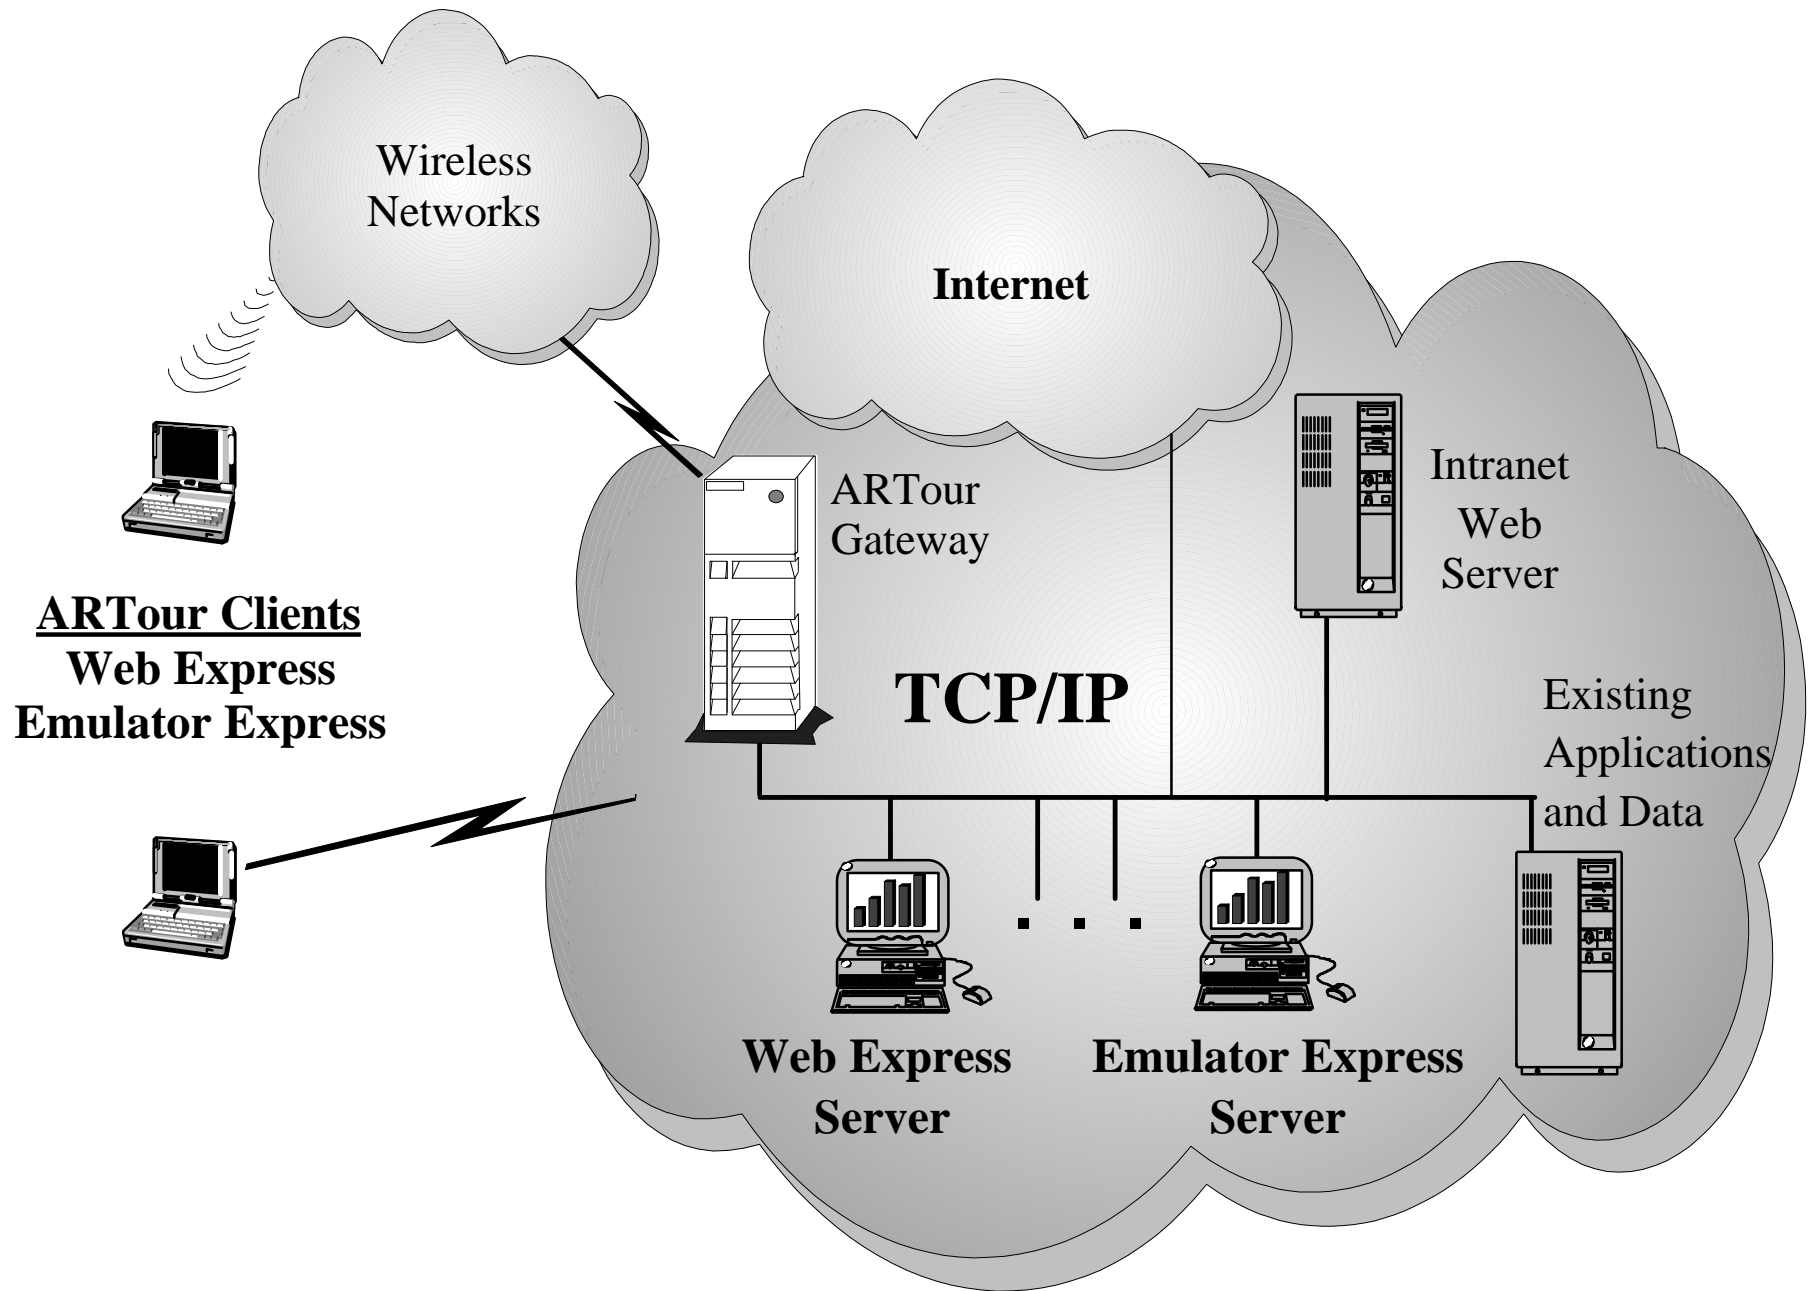 Wireless
Networks
Internet
ARTour
Gateway
Intranet
Web
Server
ARTour Clients
Web Express
Emulator Express
TCP/IP
Existing
Applications
and Data
Web Express
Server
Emulator Express
Server